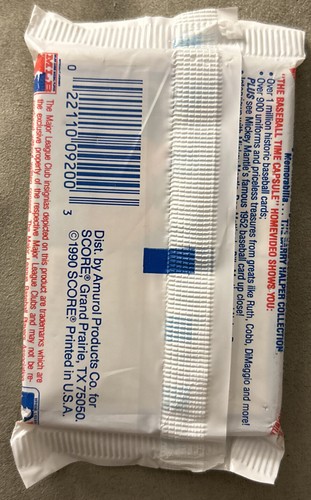 Memorabilia... THE BARRY HALPER COLLECTION.
"THE BASEBALL TIME CAPSULE" HOMEVIDEO SHOWS YOU:
• Over 1 million historic baseball cards;
• Over 900 uniforms and priceless treasures from greats like Ruth, Cobb, DiMaggio and more!
PLUS see Mickey Mantle's famous 1952 baseball card up close!
0 22110 09200 3
Dist. by Amurol Products Co. for
SCORE® Grand Prairie, TX 75050.
©1990 SCORE® Printed in U.S.A.
MLB
The Major League Club insignias depicted on this product are trademarks which are
the exclusive property of the respective Major League Clubs and may not be re-